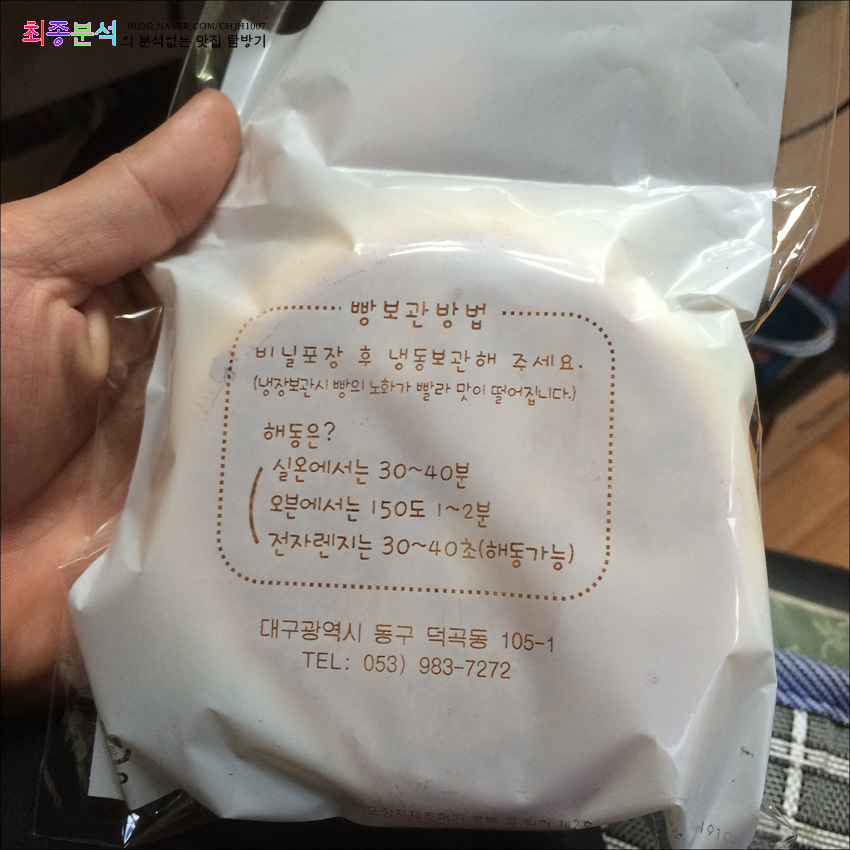 최종분석 BLOG.NAVER.COM/CHJH1007
의 분석없는 맛집 탐방기
빵보관방법
비닐포장 후 냉동보관해 주세요.
(냉장보관시 빵의 노화가 빨라 맛이 떨어집니다.)
해동은?
실온에서는 30~40분
오븐에서는 150도 1~2분
전자렌지는 30~40초(해동가능)
대구광역시 동구 덕곡동 105-1
TEL: 053) 983-7272